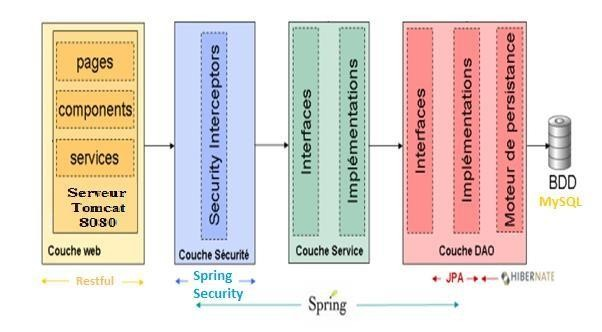 pages
components
services
Serveur
Tomcat
8080
Couche web
Restful
Security Interceptors
Couche Sécurité
Spring
Security
Interfaces
Implémentations
Couche Service
Interfaces
Implémentations
Moteur de persistance
Couche DAO
JPA
HIBERNATE
BDD
MySQL
Spring